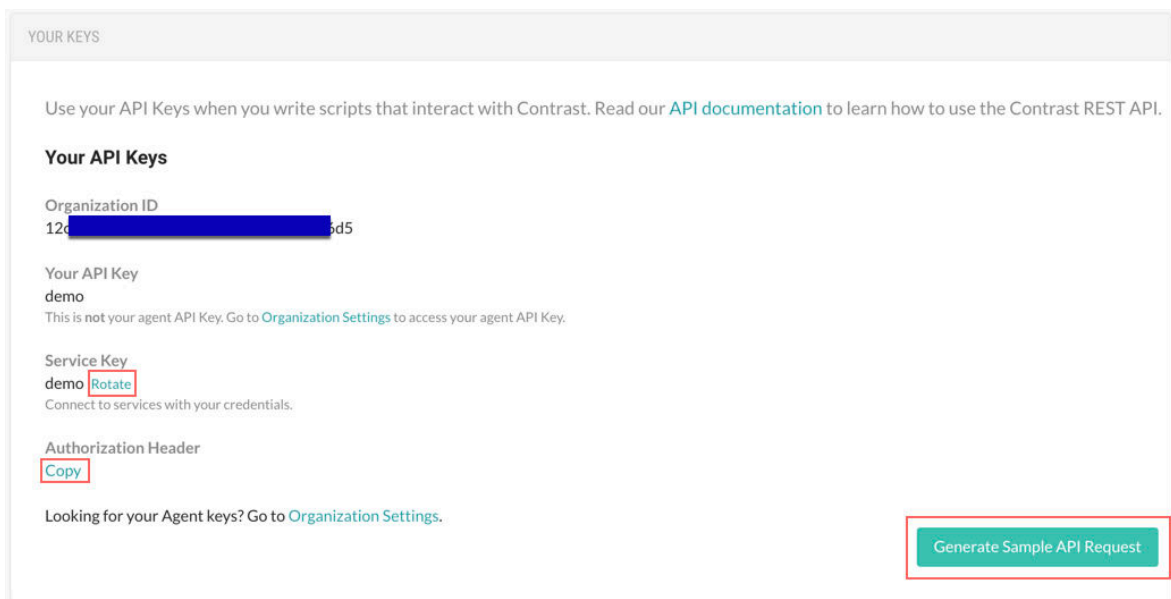 YOUR KEYS
Use your API Keys when you write scripts that interact with Contrast. Read our API documentation to learn how to use the Contrast REST API.
Your API Keys
Organization ID
12 d5
Your API Key
demo
This is not your agent API Key. Go to Organization Settings to access your agent API Key.
Service Key
demo Rotate
Connect to services with your credentials.
Authorization Header
Copy
Looking for your Agent keys? Go to Organization Settings.
Generate Sample API Request